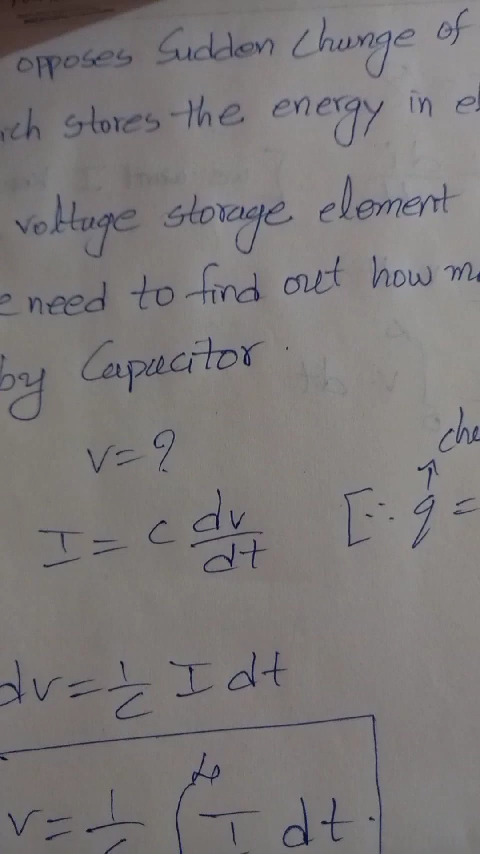 opposes Sudden Change of
stores the energy in
voltage storage element
need to find out how
by Capacitor.
V = ?
I = C dv/dt [∵ q =
dv = 1/C I dt
v = 1/C ∫ I dt.